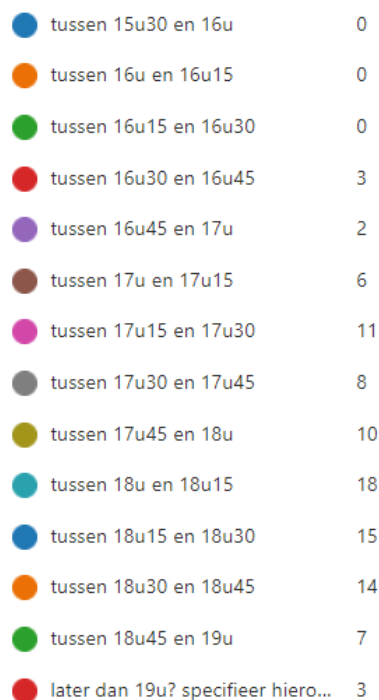 tussen 15u30 en 16u 0
tussen 16u en 16u15 0
tussen 16u15 en 16u30 0
tussen 16u30 en 16u45 3
tussen 16u45 en 17u 2
tussen 17u en 17u15 6
tussen 17u15 en 17u30 11
tussen 17u30 en 17u45 8
tussen 17u45 en 18u 10
tussen 18u en 18u15 18
tussen 18u15 en 18u30 15
tussen 18u30 en 18u45 14
tussen 18u45 en 19u 7
later dan 19u? specifieer hiero... 3